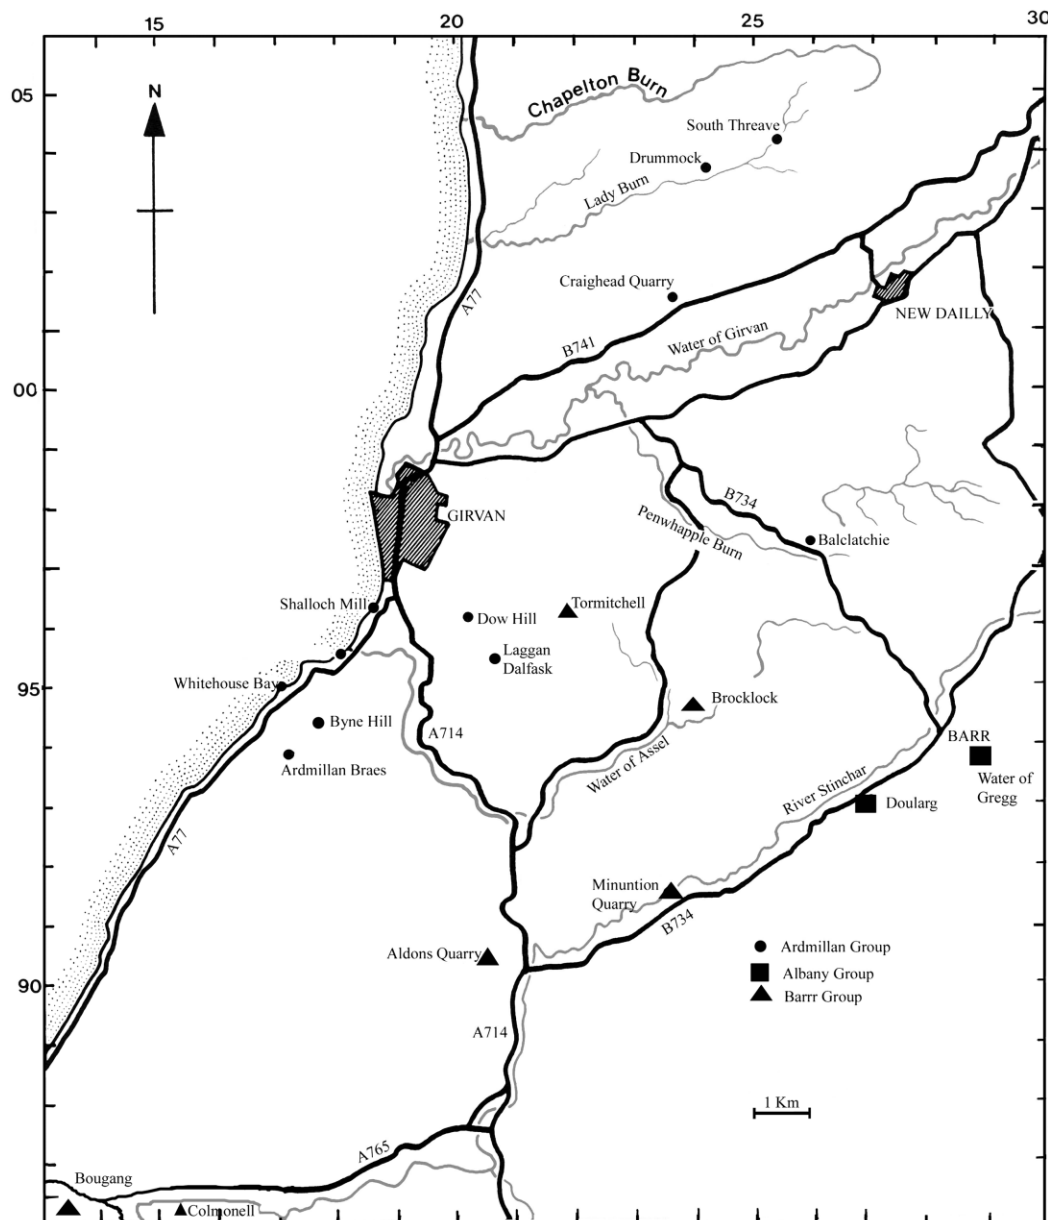 15
20
25
30
05
N
Chapelton Burn
South Threave
Drummock
Lady Burn
Craighead Quarry
A77
B741
Water of Girvan
NEW DAILLY
00
B734
GIRVAN
Penwhapple Burn
Balclatchie
Shalloch Mill
Tormitchell
Dow Hill
Laggan
Dalfask
95
Whitehouse Bay
Brocklock
Byne Hill
A714
BARR
Ardmillan Braes
Water of Assel
Water of
Gregg
River Stinchar
Doularg
A77
Minuntion
Quarry
B734
Aldons Quarry
Ardmillan Group
Albany Group
Barrr Group
90
A714
1 Km
A765
Bougang
Colmonell